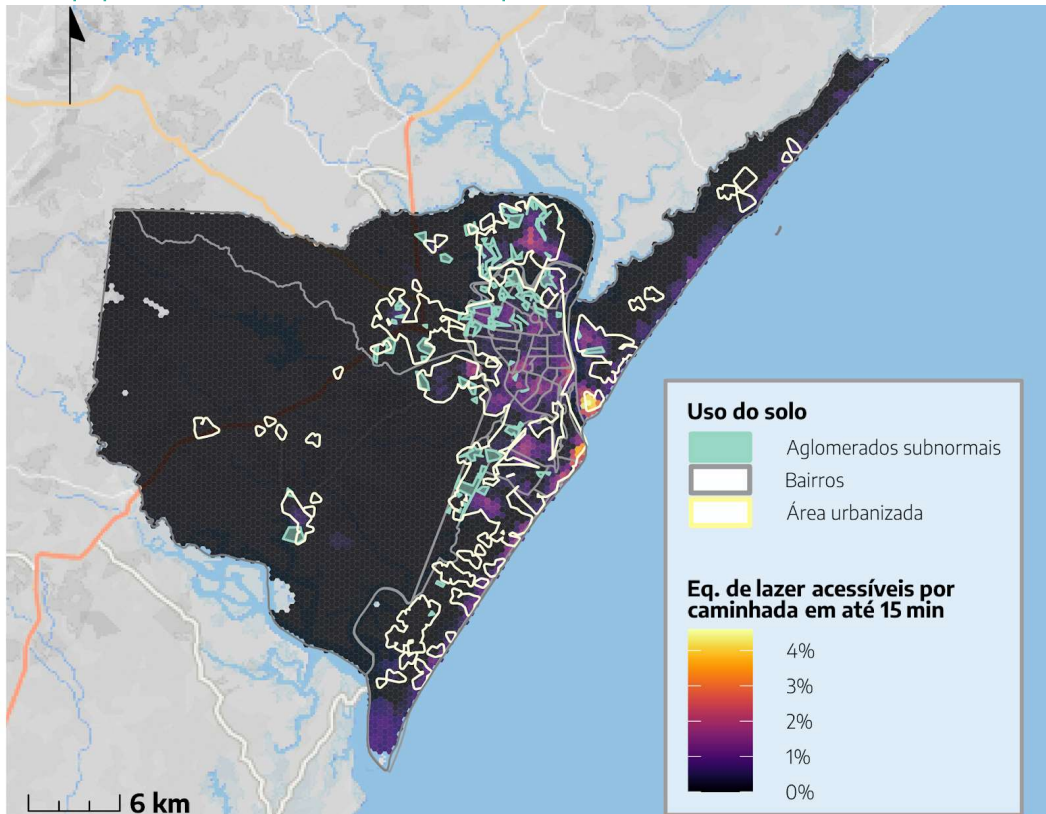 Uso do solo
Aglomerados subnormais
Bairros
Área urbanizada
Eq. de lazer acessíveis por
caminhada em até 15 min
4%
3%
2%
1%
0%
6 km